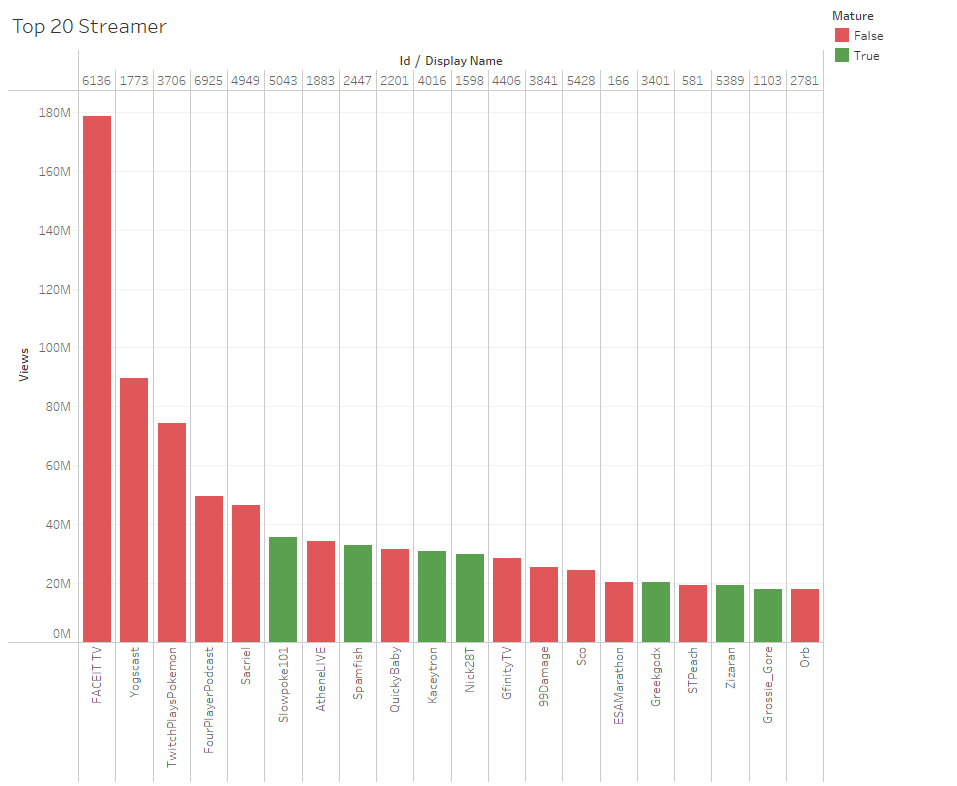 Top 20 Streamer
Mature
False
True
Id / Display Name
6136 1773 3706 6925 4949 5043 1883 2447 2201 4016 1598 4406 3841 5428 166 3401 581 5389 1103 2781
180M
160M
140M
120M
100M
80M
60M
40M
20M
0M
Views
FACEIT TV
Yogscast
TwitchPlaysPokemon
FourPlayerPodcast
Sacriel
Slowpoke101
AtheneLIVE
Spamfish
QuickyBaby
Kaceytron
Nick28T
GfinityTV
99Damage
Sco
ESAMarathon
Greekgodx
STPeach
Zizaran
Grossie_Gore
Orb